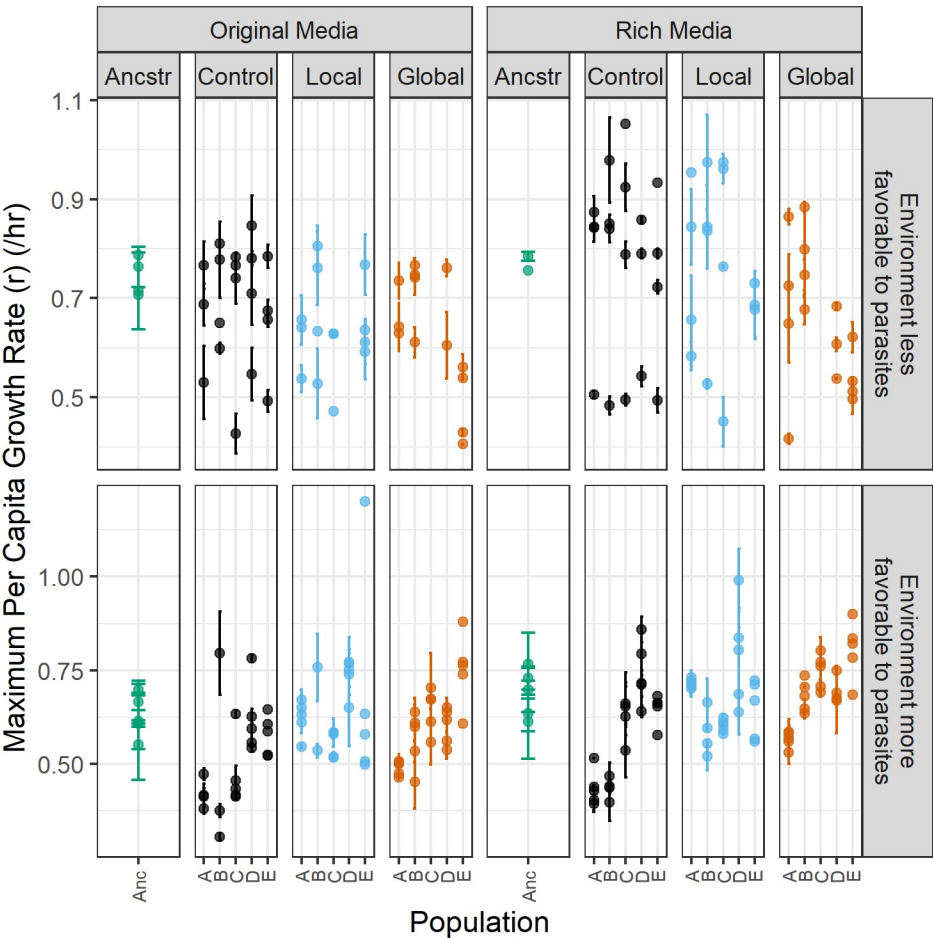 Original Media Rich Media
Ancstr Control Local Global Ancstr Control Local Global
1.1
0.9
0.7
0.5
Environment less
favorable to parasites
1.00
0.75
0.50
Environment more
favorable to parasites
Maximum Per Capita Growth Rate (r) (/hr)
Anc A B C D E A B C D E A B C D E Anc A B C D E A B C D E A B C D E
Population